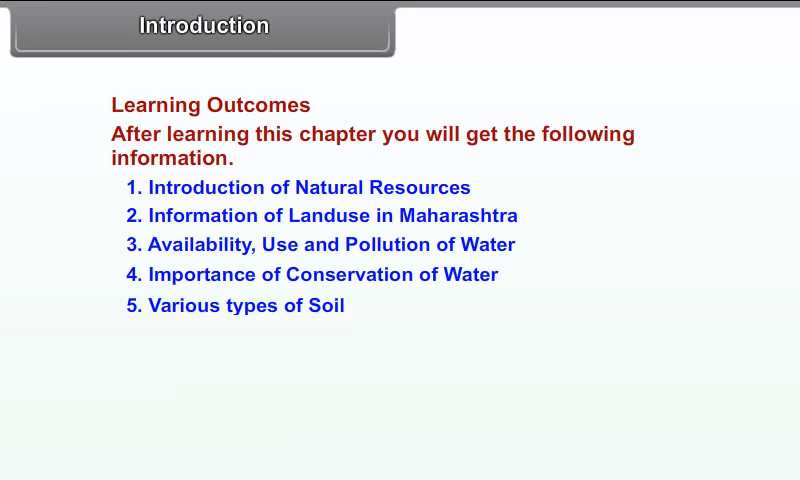 Introduction
Learning Outcomes
After learning this chapter you will get the following
information.
1. Introduction of Natural Resources
2. Information of Landuse in Maharashtra
3. Availability, Use and Pollution of Water
4. Importance of Conservation of Water
5. Various types of Soil